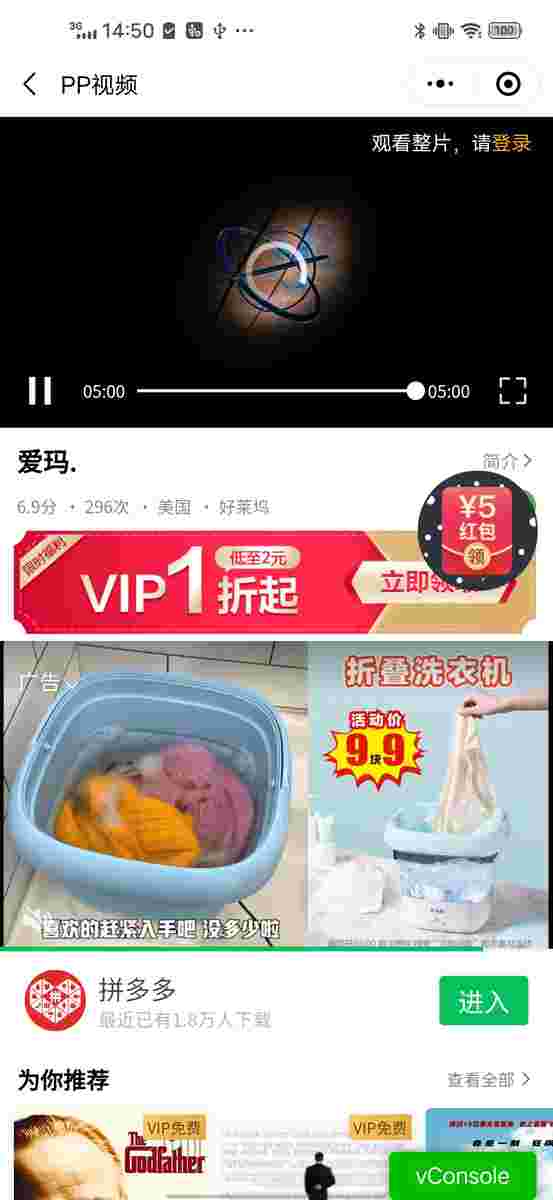 3G 14:50 100
PP视频
观看整片，请登录
05:00 05:00
爱玛.
简介
6.9分 · 296次 · 美国 · 好莱坞
¥5
红包
领
限时福利
VIP1折起
低至2元
立即领
广告
折叠洗衣机
活动价
9块9
喜欢的赶紧入手吧 没多少啦
拼多多
最近已有1.8万人下载
进入
为你推荐
查看全部
VIP免费
VIP免费
The
Godfather
vConsole